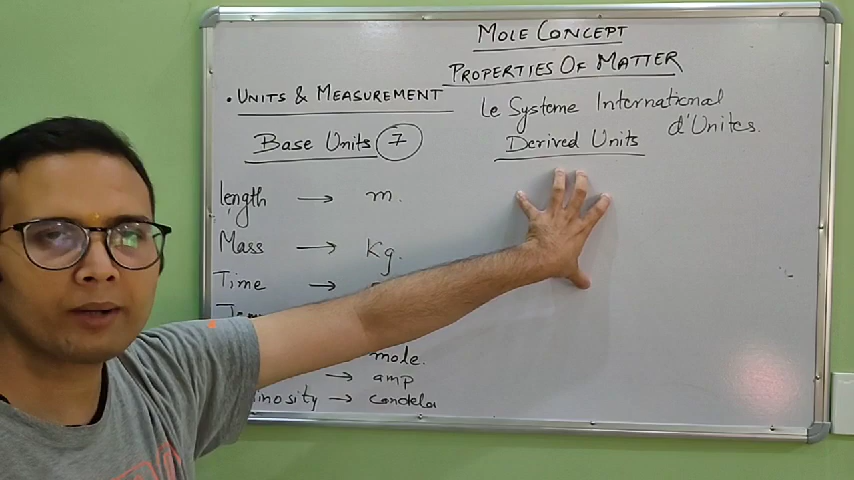 MOLE CONCEPT
PROPERTIES OF MATTER
• UNITS & MEASUREMENT
Le Systeme International
d'Unites.
Base Units 7
Derived Units
length → m.
Mass → Kg.
Time →
→ mole.
→ amp
→ candela